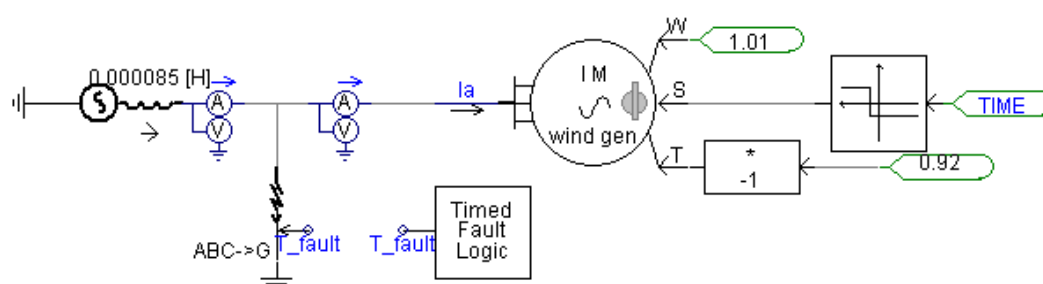 0.000085 [H]
A
V
A
V
Ia
I M
wind gen
W
1.01
S
TIME
T
*
-1
0.92
ABC->G
T_fault
T_fault
Timed
Fault
Logic